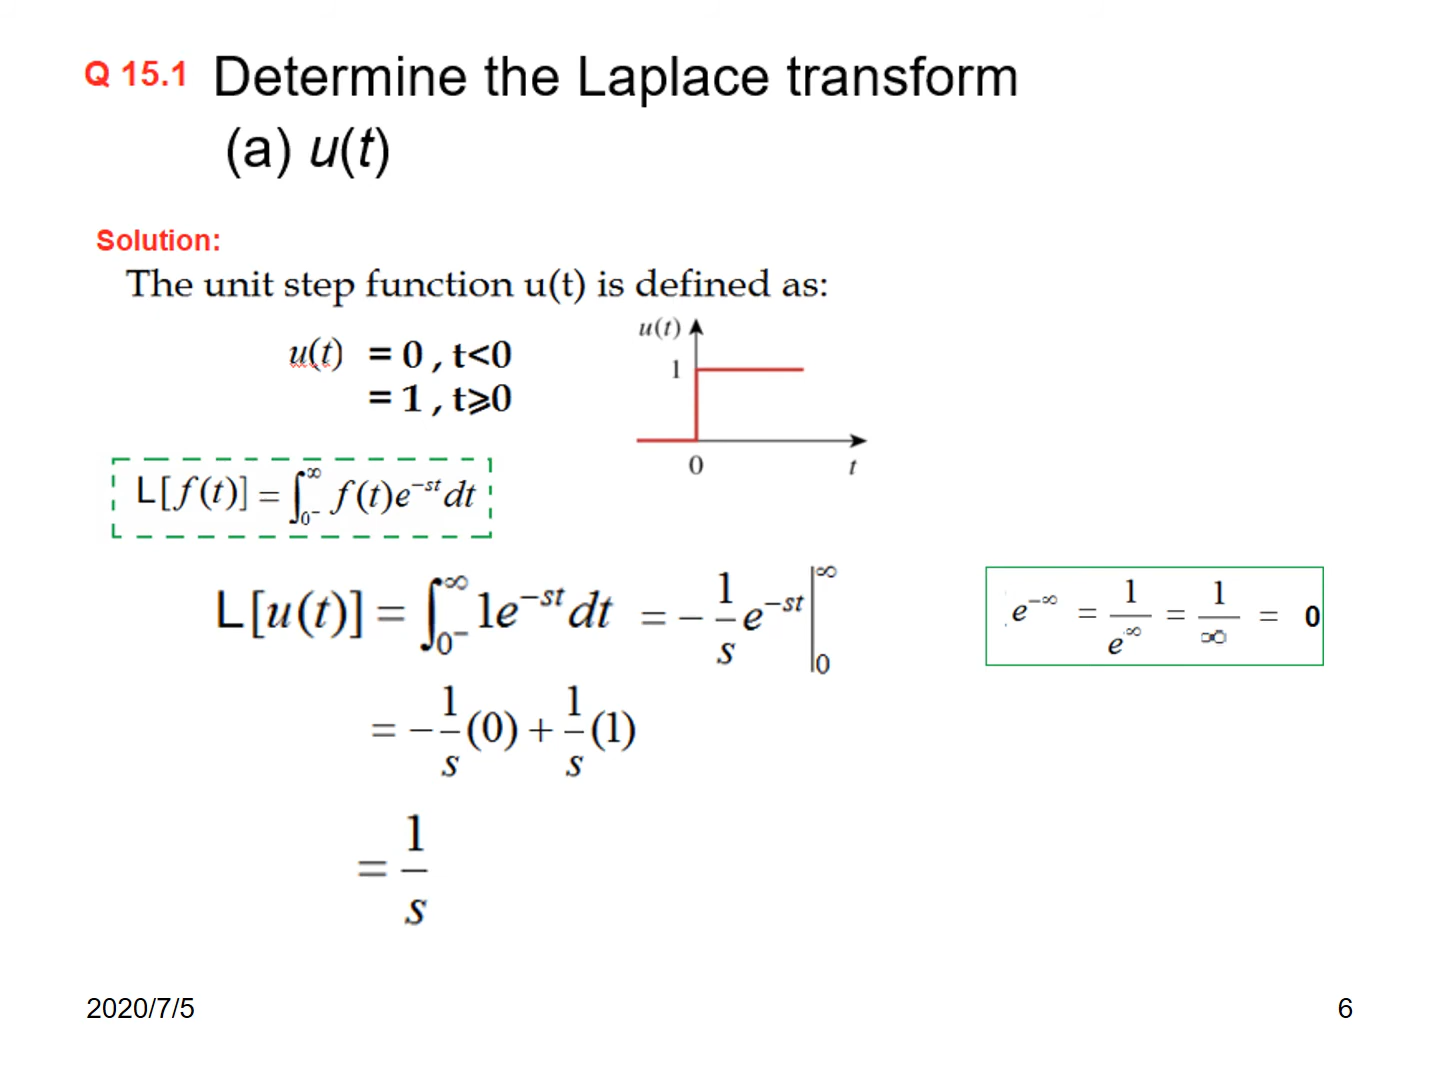 Q 15.1 Determine the Laplace transform
(a) u(t)
Solution:
The unit step function u(t) is defined as:
u(t) = 0 , t<0
= 1 , t⩾0
u(t)
1
0 t
L[f(t)] = ∫₀₋^∞ f(t)e^−st dt
L[u(t)] = ∫₀₋^∞ 1e^−st dt = − 1/s e^−st |₀^∞
e^−∞ = 1/e^∞ = 1/∞ = 0
= − 1/s (0) + 1/s (1)
= 1/s
2020/7/5 6